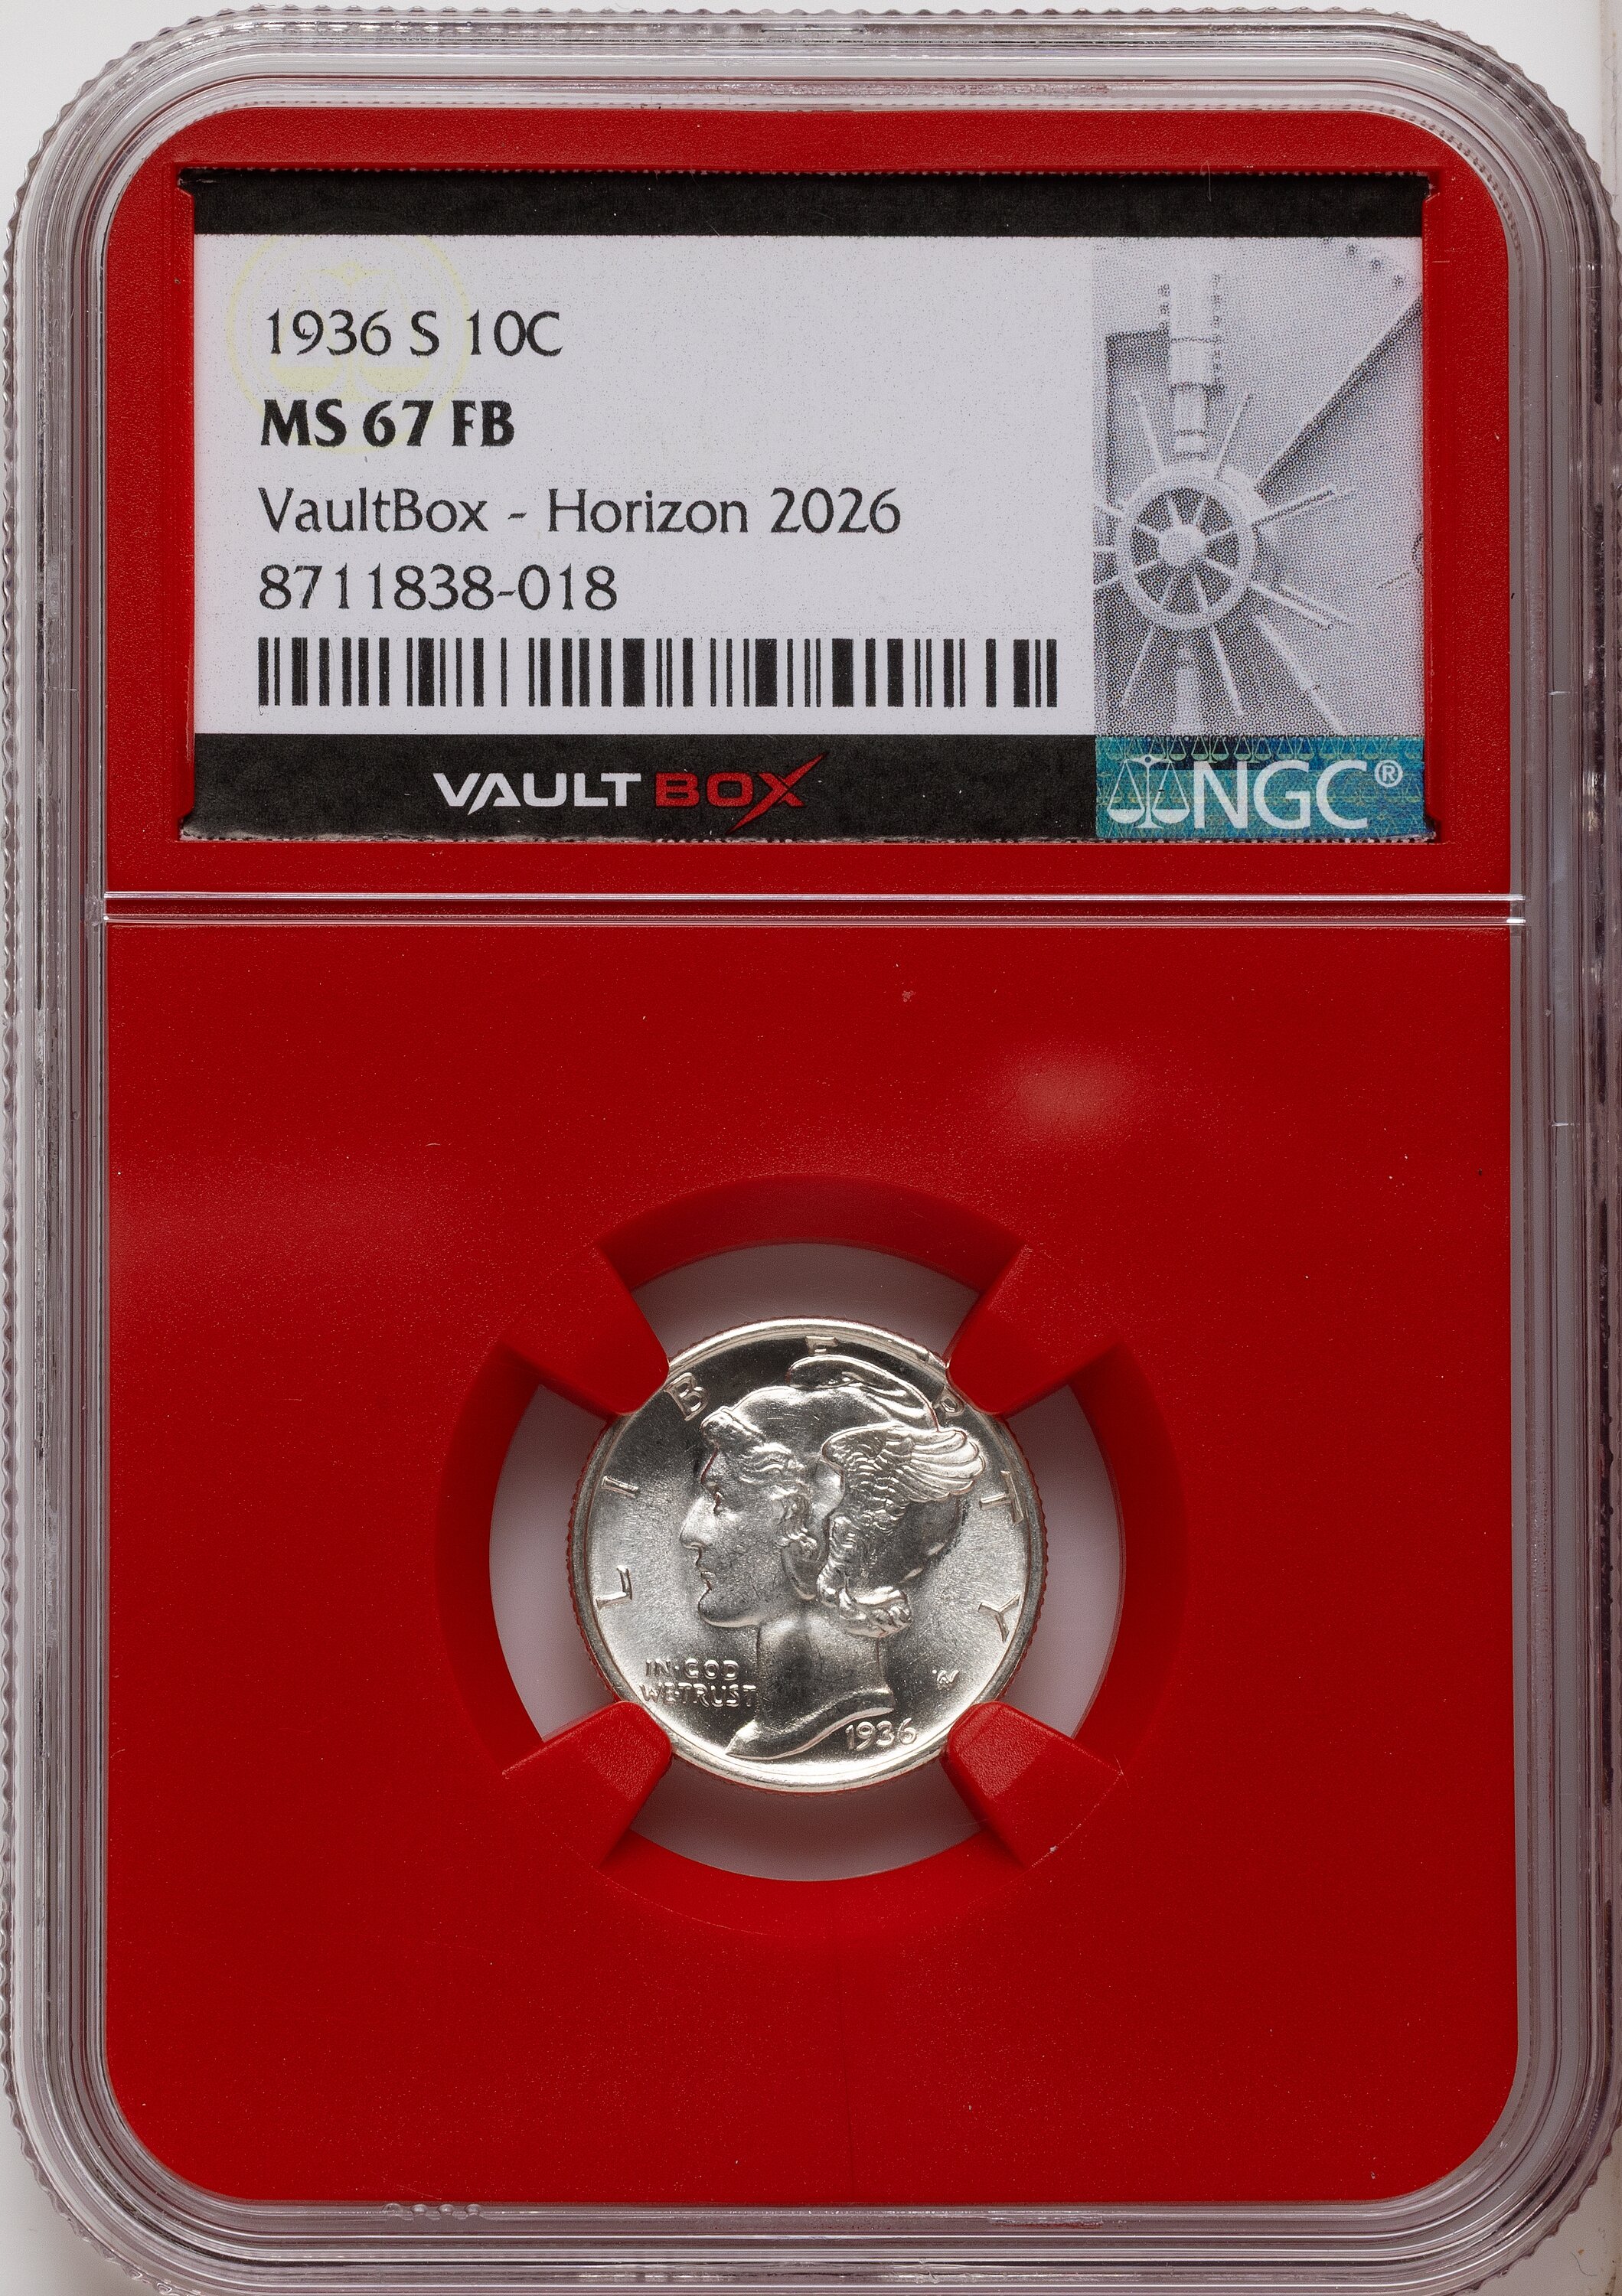 1936 S 10C
MS 67 FB
VaultBox - Horizon 2026
8711838-018
VAULTBOX
NGC®
LIBERTY
IN·GOD
WE·TRUST
1936